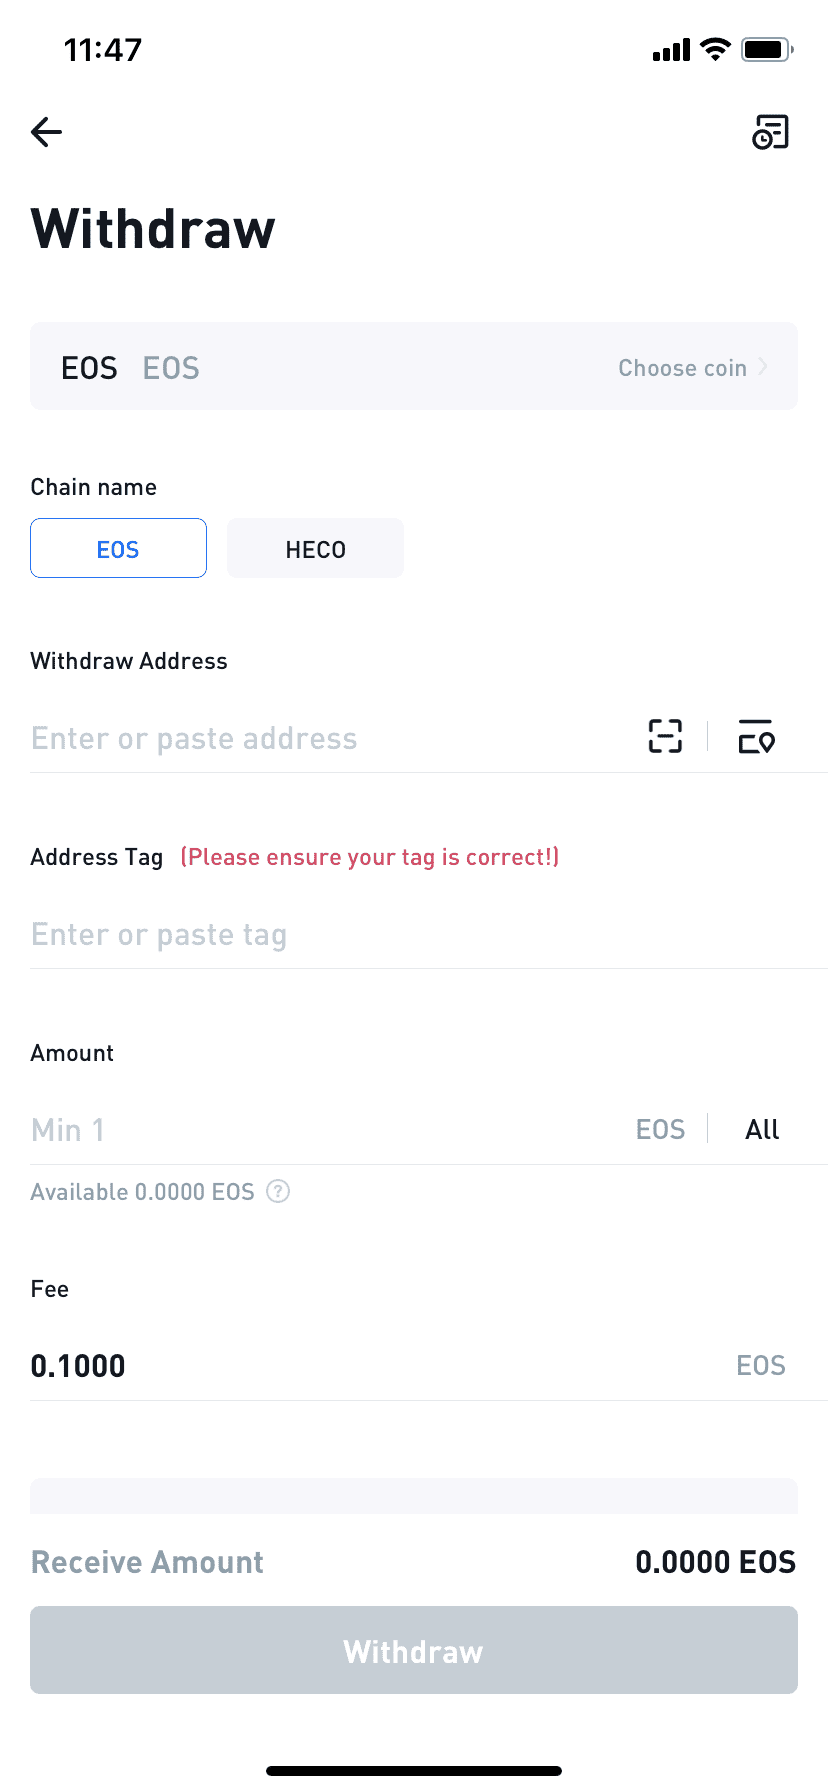 11:47
Withdraw
EOS EOS Choose coin
Chain name
EOS HECO
Withdraw Address
Enter or paste address
Address Tag (Please ensure your tag is correct!)
Enter or paste tag
Amount
Min 1 EOS All
Available 0.0000 EOS ?
Fee
0.1000 EOS
Receive Amount 0.0000 EOS
Withdraw